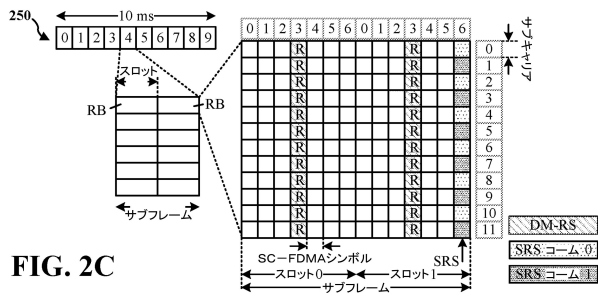 10 ms
250
0 1 2 3 4 5 6 7 8 9
スロット
RB RB
サブフレーム
0 1 2 3 4 5 6 0 1 2 3 4 5 6
サブキャリア
R R 0
R R 1
R R 2
R R 3
R R 4
R R 5
R R 6
R R 7
R R 8
R R 9
R R 10
R R 11
SC-FDMAシンボル
SRS
スロット0 スロット1
サブフレーム
DM-RS
SRS コーム 0
SRS コーム 1
FIG. 2C